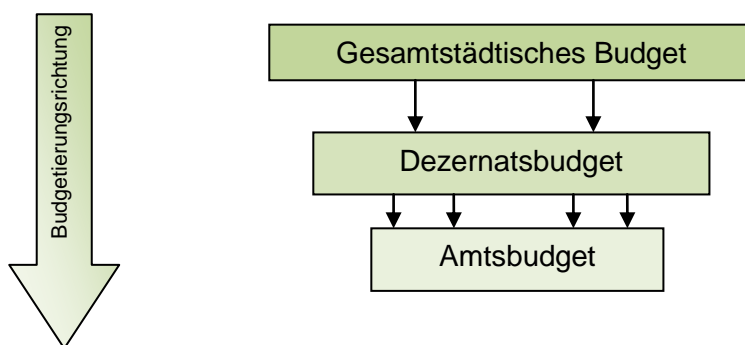 Budgetierungsrichtung
Gesamtstädtisches Budget
Dezernatsbudget
Amtsbudget